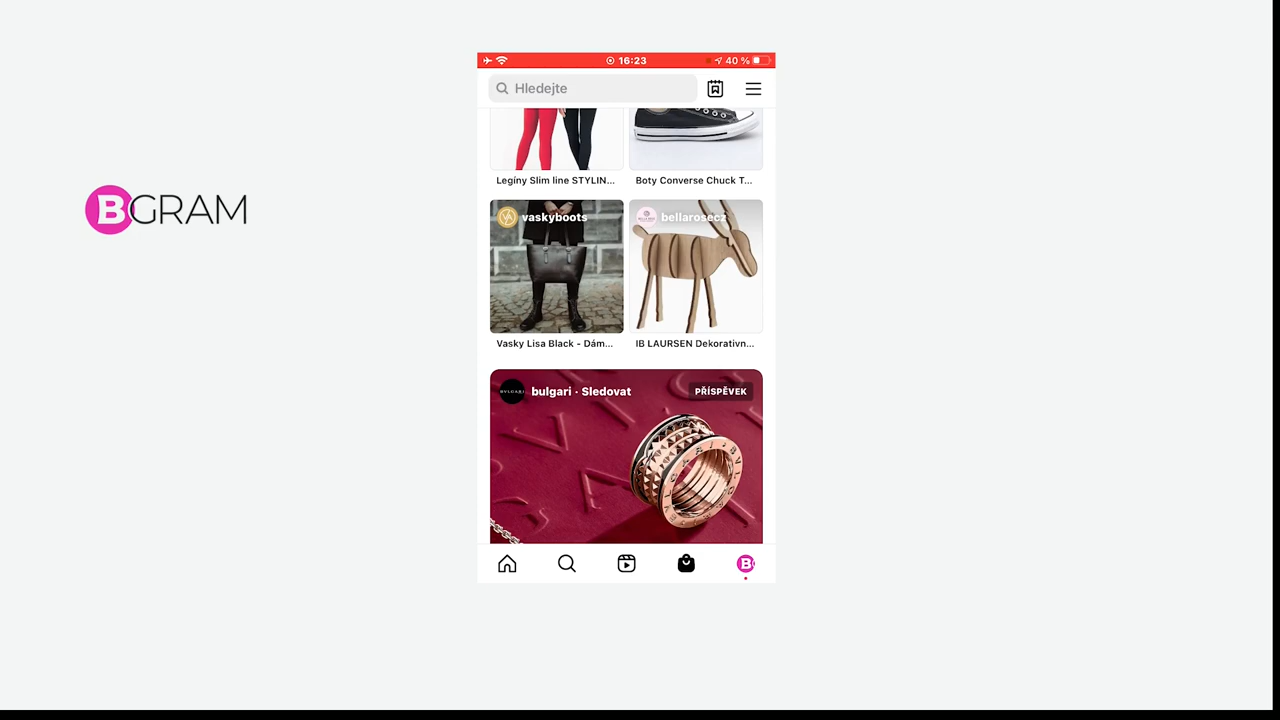 16:23
40 %
Hledejte
Legíny Slim line STYLIN...
Boty Converse Chuck T...
BGRAM
vaskyboots
bellarosecz
Vasky Lisa Black - Dám...
IB LAURSEN Dekorativn...
BVLGARI
bulgari · Sledovat
PŘÍSPĚVEK
B